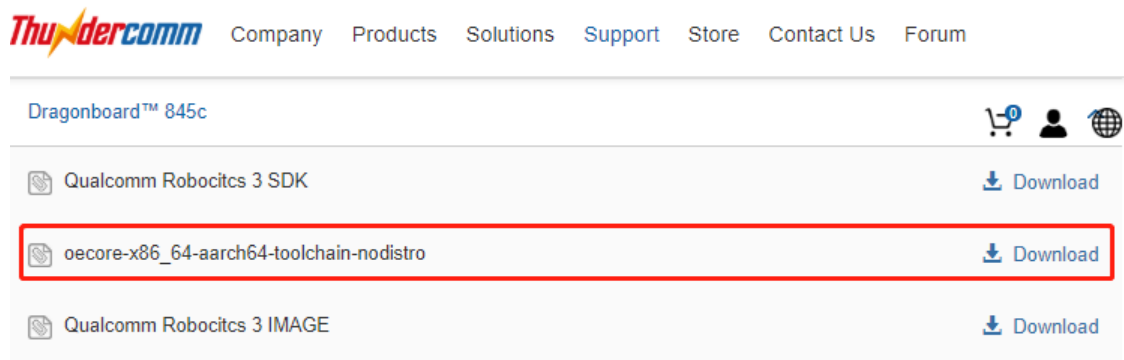 Thundercomm Company Products Solutions Support Store Contact Us Forum
Dragonboard™ 845c 0
Qualcomm Robocitcs 3 SDK Download
oecore-x86_64-aarch64-toolchain-nodistro Download
Qualcomm Robocitcs 3 IMAGE Download